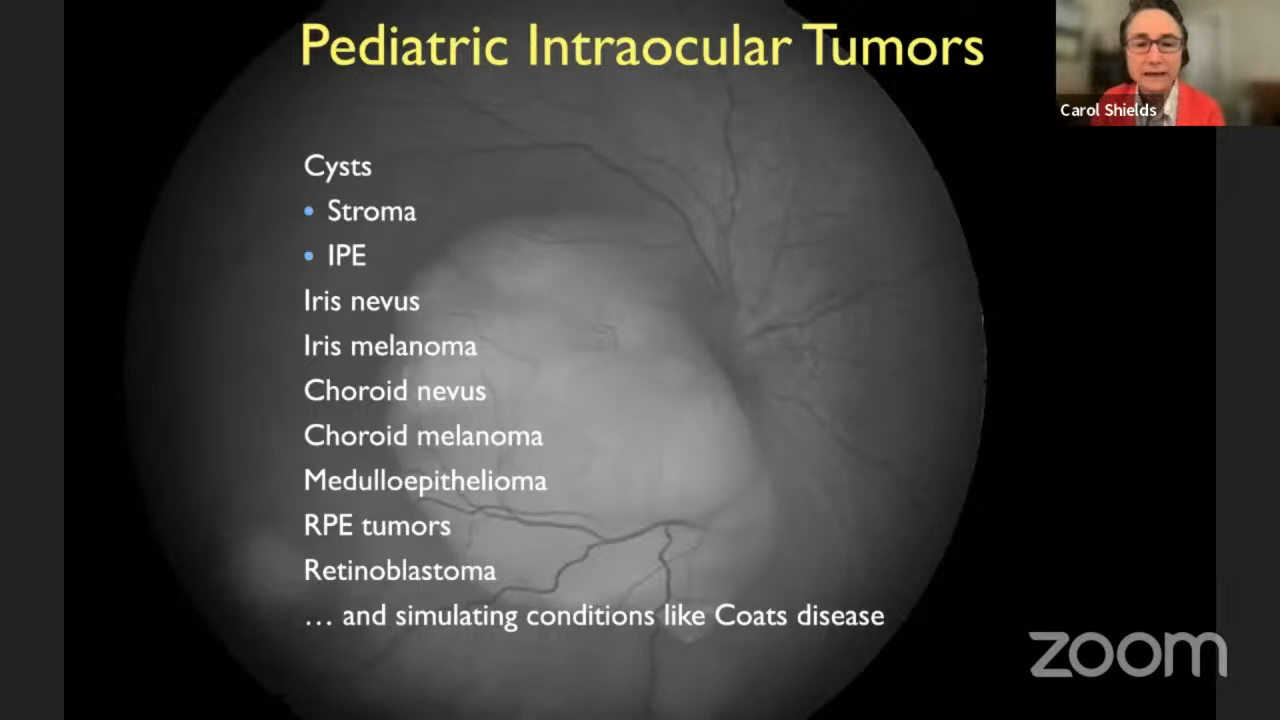 Pediatric Intraocular Tumors
Carol Shields
Cysts
• Stroma
• IPE
Iris nevus
Iris melanoma
Choroid nevus
Choroid melanoma
Medulloepithelioma
RPE tumors
Retinoblastoma
… and simulating conditions like Coats disease
zoom